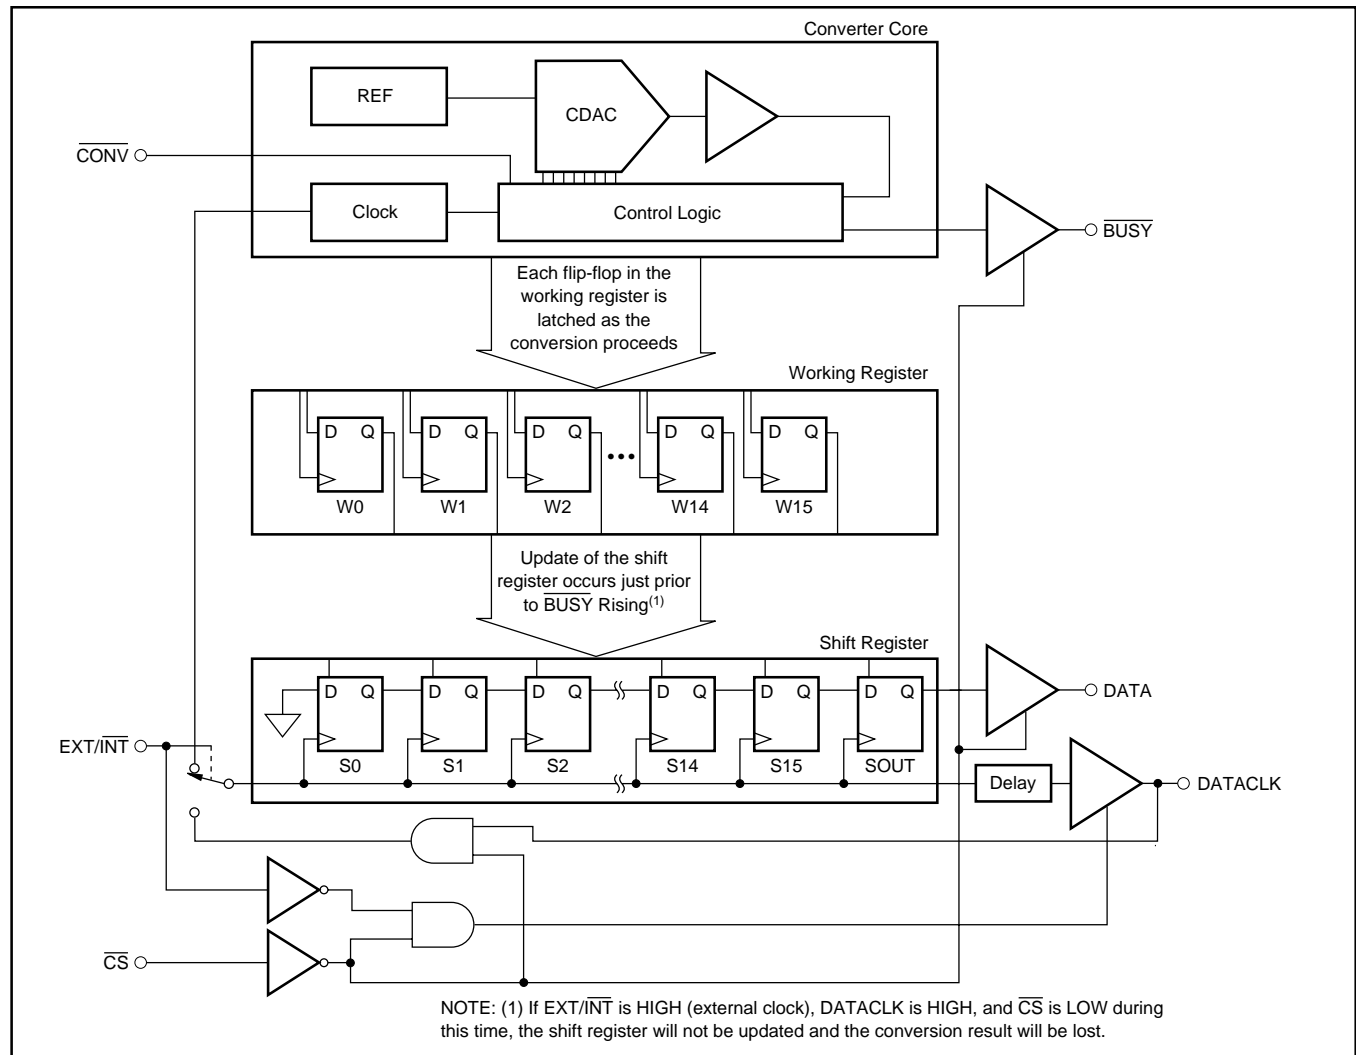 Converter Core
REF
CDAC
CONV
Clock
Control Logic
BUSY
Each flip-flop in the
working register is
latched as the
conversion proceeds
Working Register
D Q
D Q
D Q
D Q
D Q
W0
W1
W2
W14
W15
Update of the shift
register occurs just prior
to BUSY Rising(1)
Shift Register
D Q
D Q
D Q
D Q
D Q
D Q
DATA
EXT/INT
S0
S1
S2
S14
S15
SOUT
Delay
DATACLK
CS
NOTE: (1) If EXT/INT is HIGH (external clock), DATACLK is HIGH, and CS is LOW during
this time, the shift register will not be updated and the conversion result will be lost.